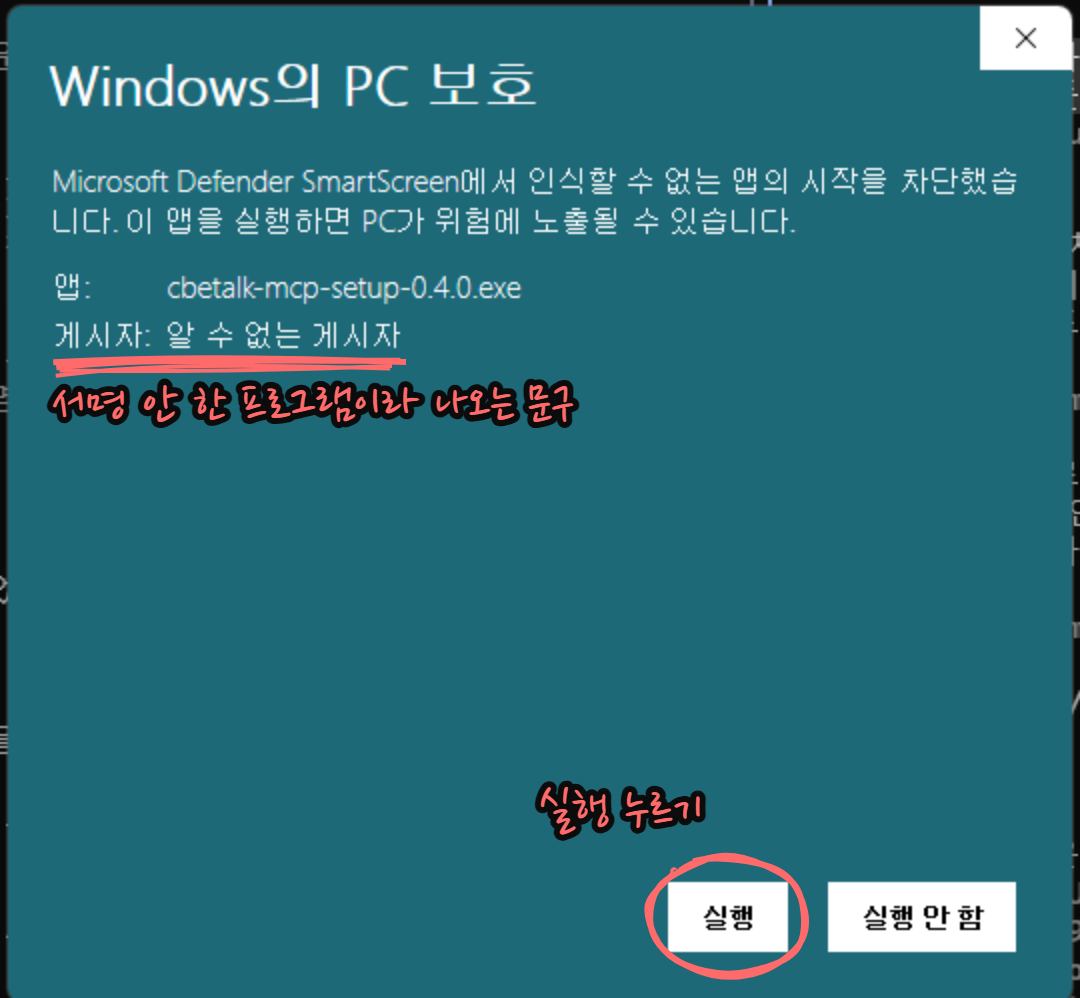 Windows의 PC 보호
Microsoft Defender SmartScreen에서 인식할 수 없는 앱의 시작을 차단했습
니다. 이 앱을 실행하면 PC가 위험에 노출될 수 있습니다.
앱: cbetalk-mcp-setup-0.4.0.exe
게시자: 알 수 없는 게시자
서명 안 한 프로그램이라 나오는 문구
실행 누르기
실행 실행 안 함